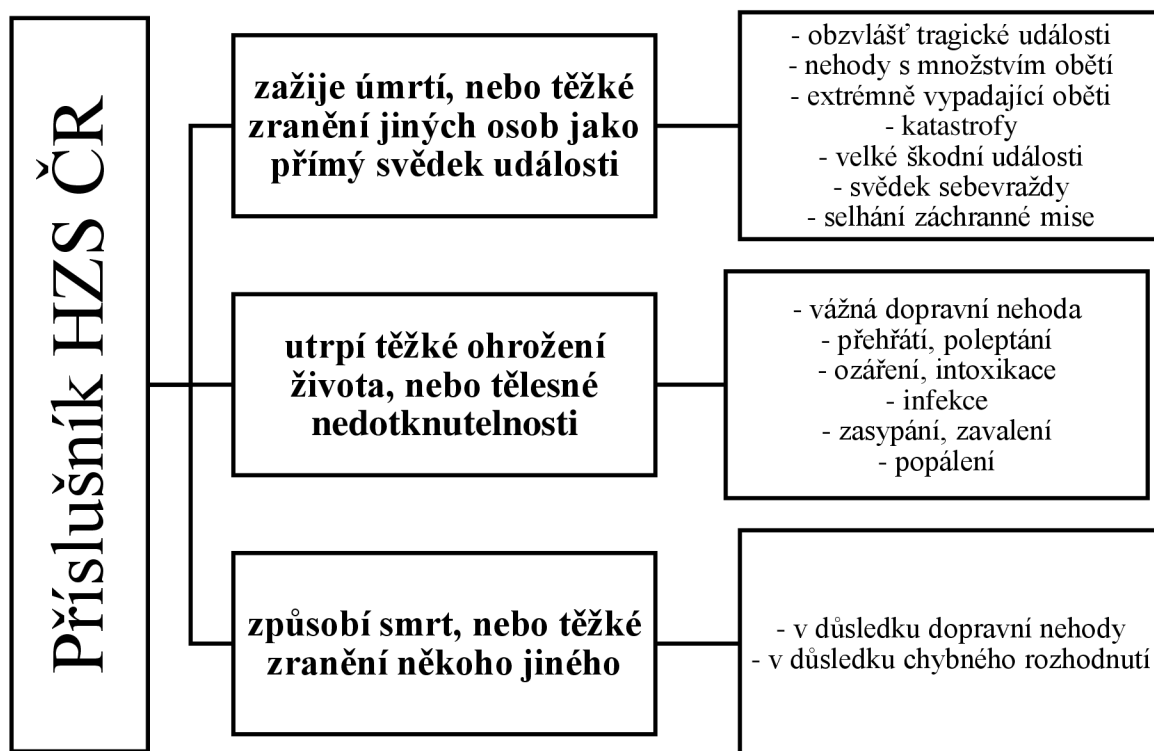 Příslušník HZS ČR
zažije úmrtí, nebo těžké
zranění jiných osob jako
přímý svědek události
- obzvlášť tragické události
- nehody s množstvím obětí
- extrémně vypadající oběti
- katastrofy
- velké škodní události
- svědek sebevraždy
- selhání záchranné mise
utrpí těžké ohrožení
života, nebo tělesné
nedotknutelnosti
- vážná dopravní nehoda
- přehřátí, poleptání
- ozáření, intoxikace
- infekce
- zasypání, zavalení
- popálení
způsobí smrt, nebo těžké
zranění někoho jiného
- v důsledku dopravní nehody
- v důsledku chybného rozhodnutí